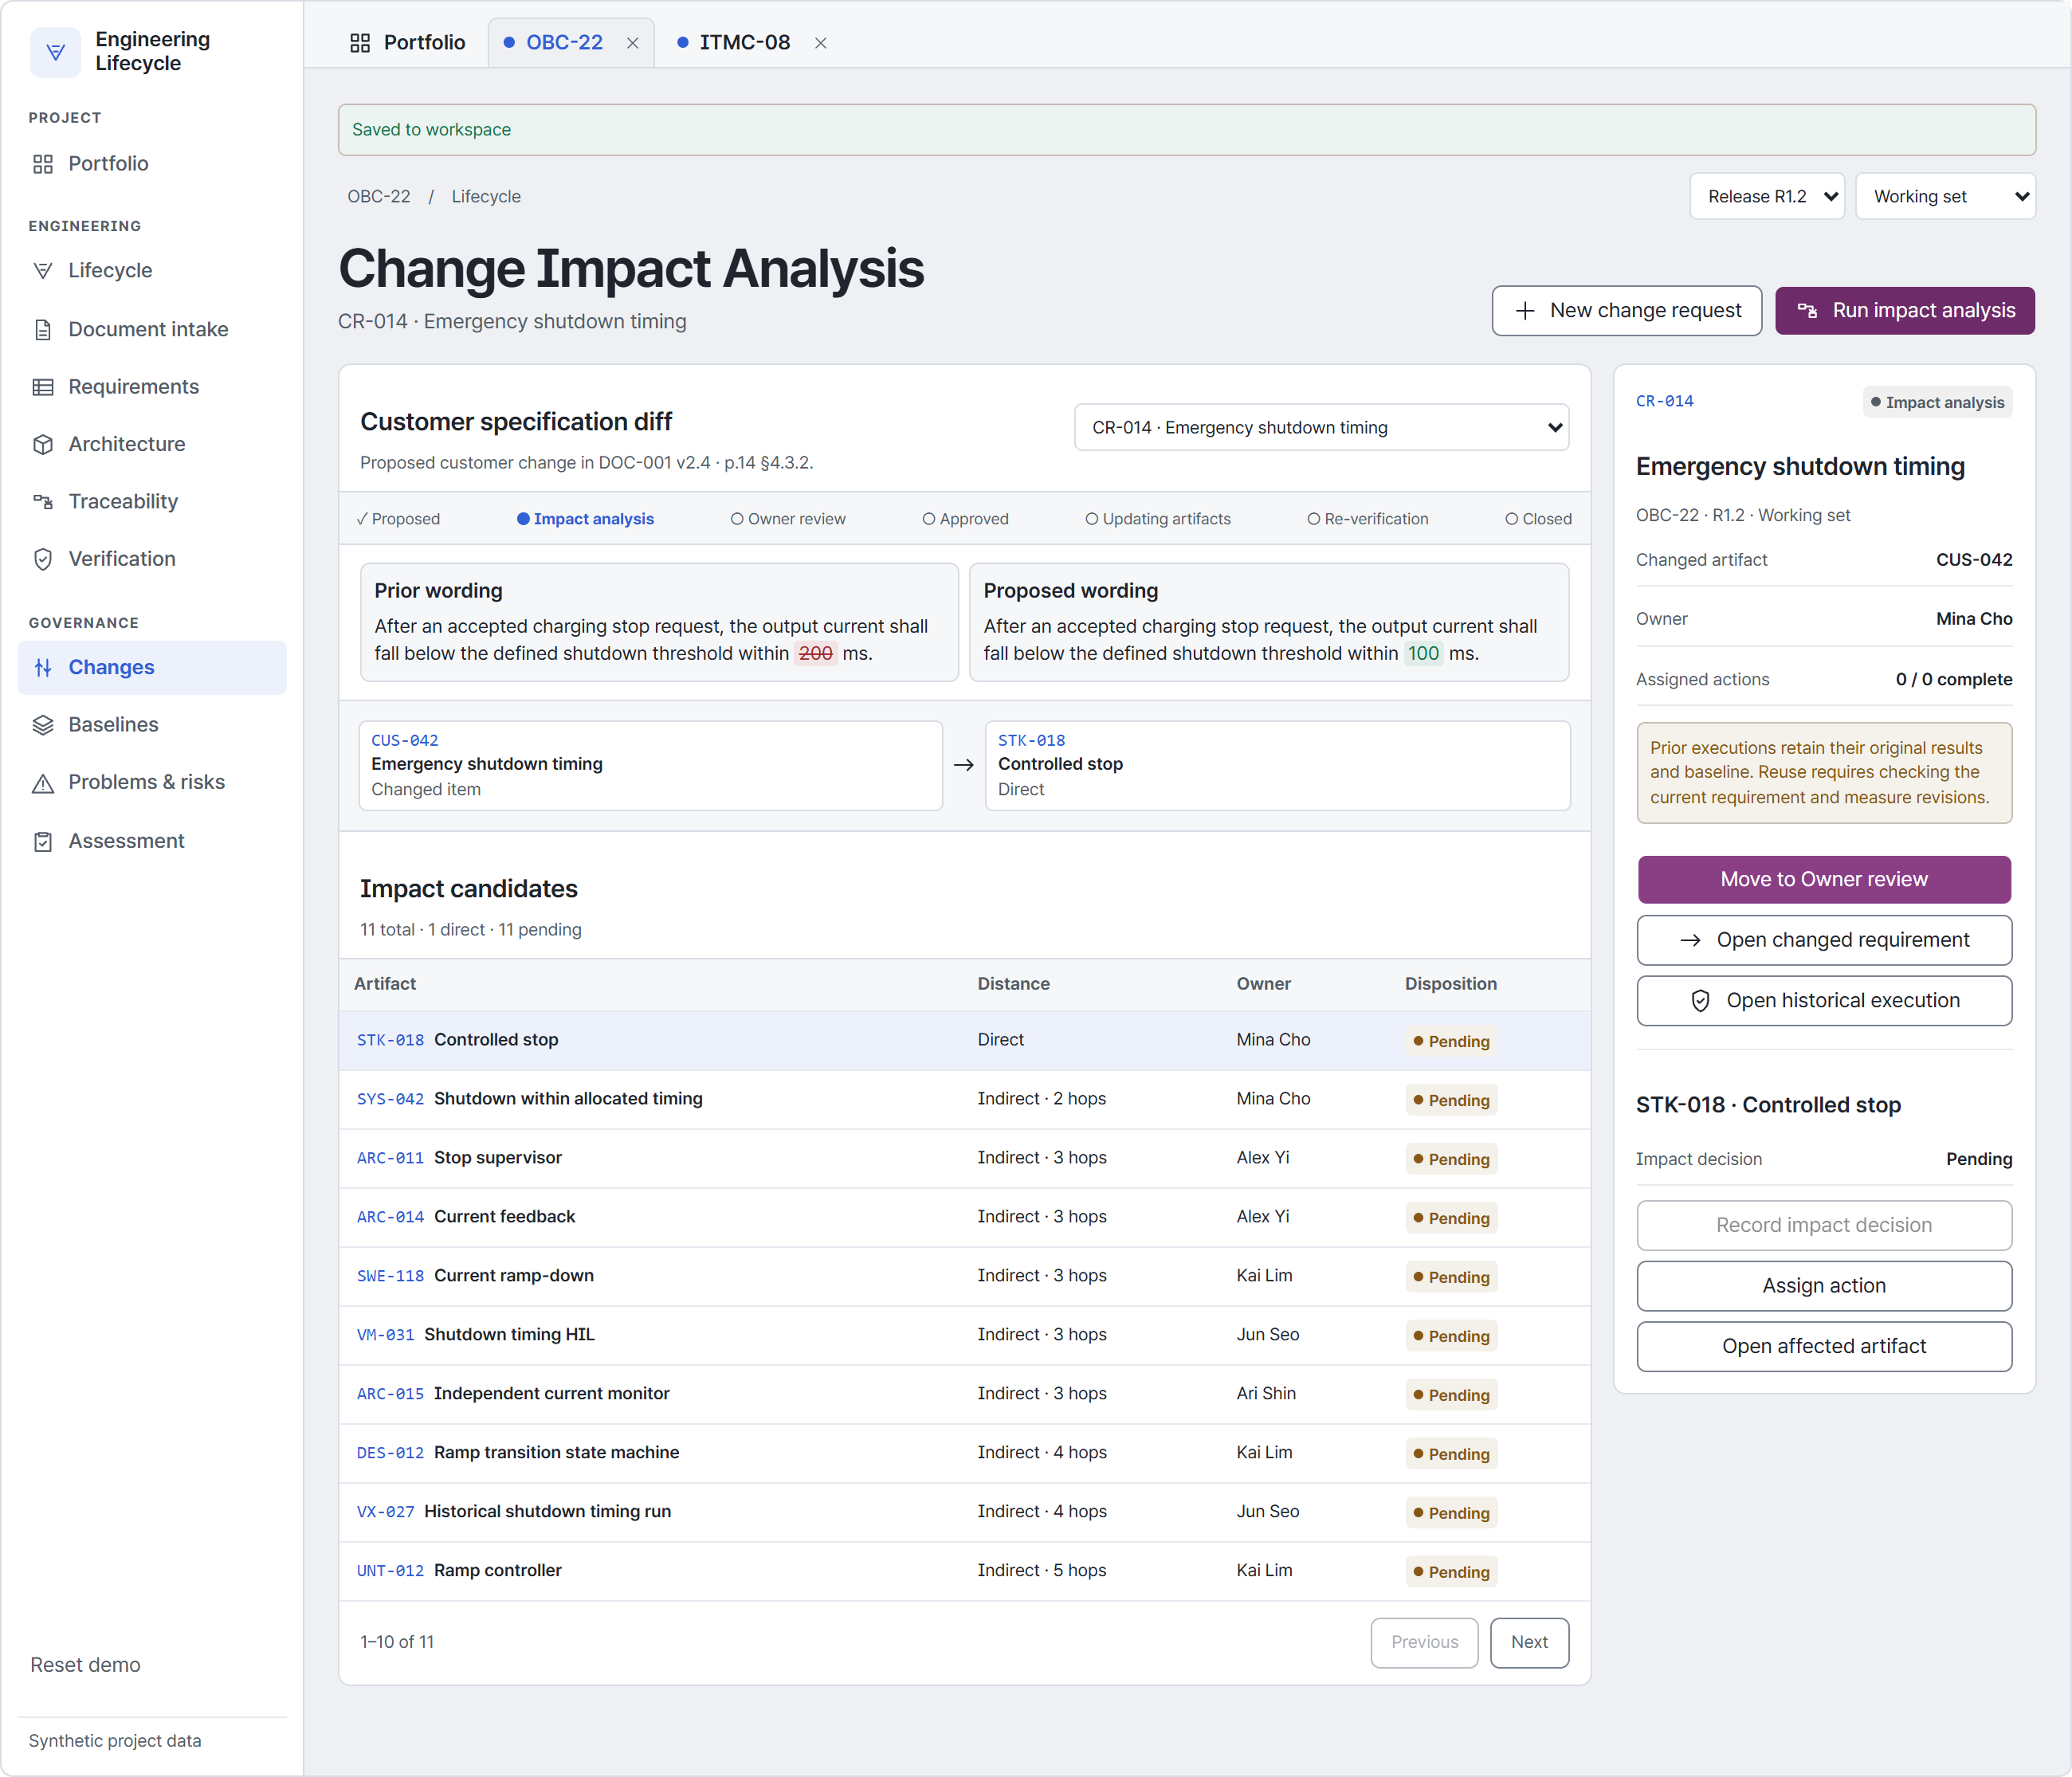 Engineering
Lifecycle
PROJECT
Portfolio
ENGINEERING
Lifecycle
Document intake
Requirements
Architecture
Traceability
Verification
GOVERNANCE
Changes
Baselines
Problems & risks
Assessment
Reset demo
Synthetic project data
Portfolio
OBC-22
ITMC-08
Saved to workspace
OBC-22 / Lifecycle
Release R1.2
Working set
Change Impact Analysis
CR-014 · Emergency shutdown timing
New change request
Run impact analysis
Customer specification diff
Proposed customer change in DOC-001 v2.4 · p.14 §4.3.2.
CR-014 · Emergency shutdown timing
✓ Proposed
Impact analysis
Owner review
Approved
Updating artifacts
Re-verification
Closed
Prior wording
After an accepted charging stop request, the output current shall
fall below the defined shutdown threshold within 200 ms.
Proposed wording
After an accepted charging stop request, the output current shall
fall below the defined shutdown threshold within 100 ms.
CUS-042
Emergency shutdown timing
Changed item
→
STK-018
Controlled stop
Direct
Impact candidates
11 total · 1 direct · 11 pending
Artifact Distance Owner Disposition
STK-018 Controlled stop Direct Mina Cho Pending
SYS-042 Shutdown within allocated timing Indirect · 2 hops Mina Cho Pending
ARC-011 Stop supervisor Indirect · 3 hops Alex Yi Pending
ARC-014 Current feedback Indirect · 3 hops Alex Yi Pending
SWE-118 Current ramp-down Indirect · 3 hops Kai Lim Pending
VM-031 Shutdown timing HIL Indirect · 3 hops Jun Seo Pending
ARC-015 Independent current monitor Indirect · 3 hops Ari Shin Pending
DES-012 Ramp transition state machine Indirect · 4 hops Kai Lim Pending
VX-027 Historical shutdown timing run Indirect · 4 hops Jun Seo Pending
UNT-012 Ramp controller Indirect · 5 hops Kai Lim Pending
1–10 of 11
Previous
Next
CR-014
Impact analysis
Emergency shutdown timing
OBC-22 · R1.2 · Working set
Changed artifact CUS-042
Owner Mina Cho
Assigned actions 0 / 0 complete
Prior executions retain their original results
and baseline. Reuse requires checking the
current requirement and measure revisions.
Move to Owner review
→ Open changed requirement
Open historical execution
STK-018 · Controlled stop
Impact decision Pending
Record impact decision
Assign action
Open affected artifact